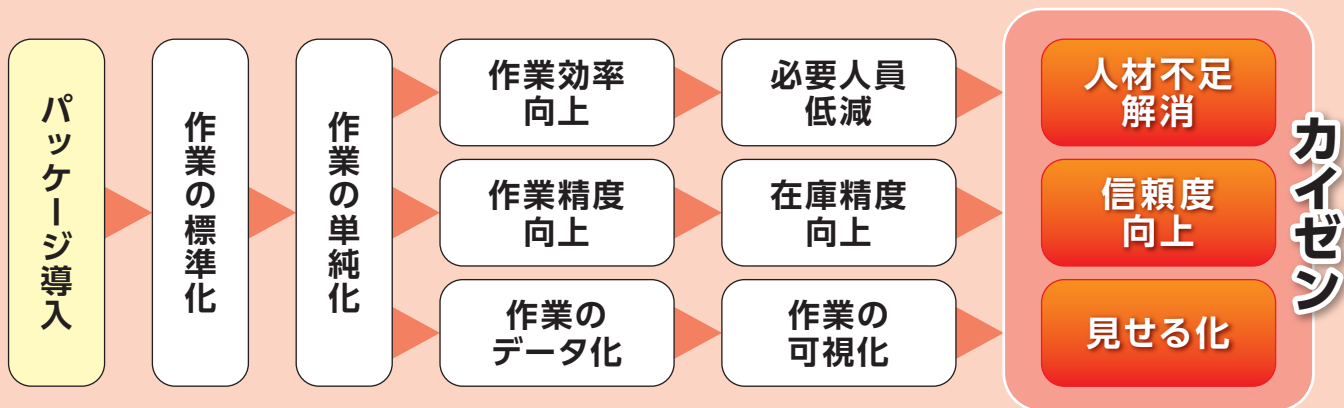 パッケージ導入
作業の標準化
作業の単純化
作業効率
向上
必要人員
低減
人材不足
解消
作業精度
向上
在庫精度
向上
信頼度
向上
作業の
データ化
作業の
可視化
見せる化
カイゼン